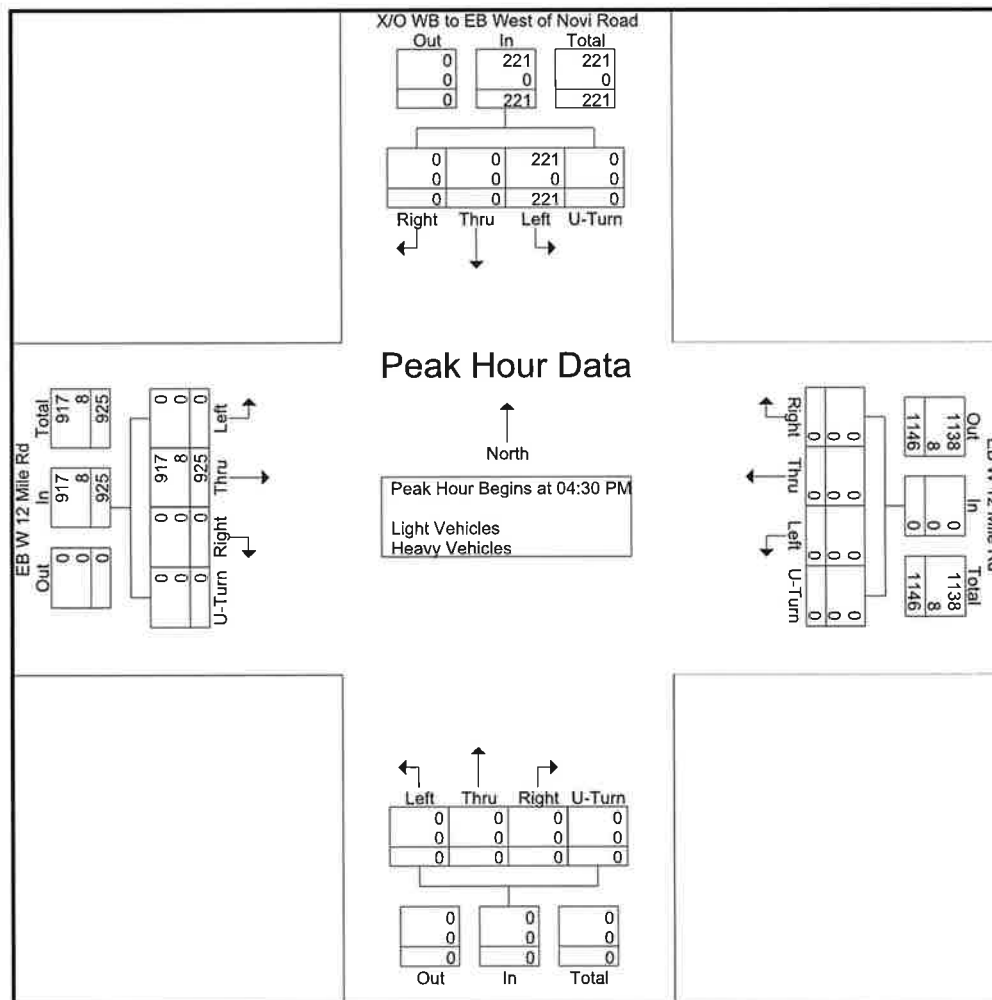 X/O WB to EB West of Novi Road
Out In Total
0 221 221
0 0 0
0 221 221
0 0 221 0
0 0 0 0
0 0 221 0
Right Thru Left U-Turn
Peak Hour Data
North
Peak Hour Begins at 04:30 PM
Light Vehicles
Heavy Vehicles
EB W 12 Mile Rd
Out In Total
0 917 917
0 8 8
0 925 925
U-Turn Right Thru Left
0 0 917 0
0 0 8 0
0 0 925 0
EB W 12 Mile Rd
Out In Total
1138 0 1138
8 0 8
1146 0 1146
Right Thru Left U-Turn
0 0 0 0
0 0 0 0
0 0 0 0
Left Thru Right U-Turn
0 0 0 0
0 0 0 0
0 0 0 0
0 0 0
0 0 0
0 0 0
Out In Total